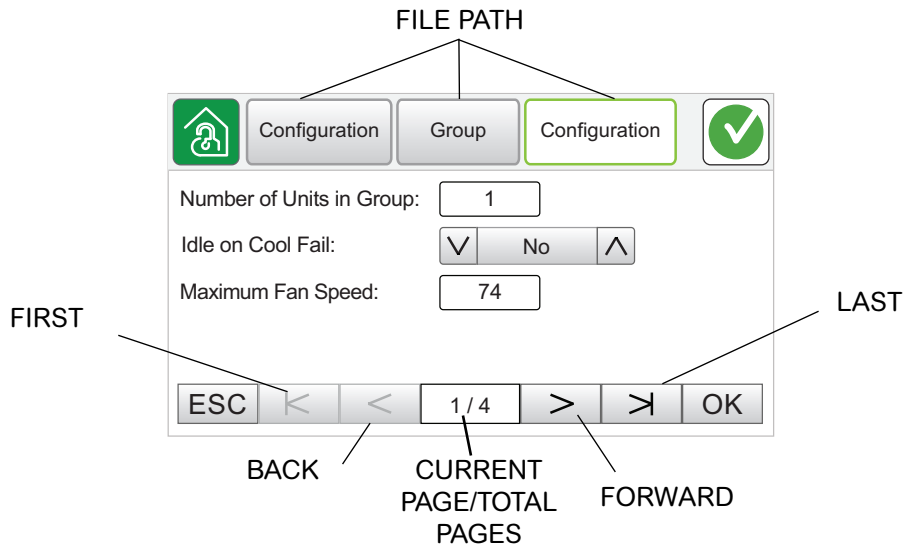 FILE PATH
Configuration
Group
Configuration
Number of Units in Group:
1
Idle on Cool Fail:
No
Maximum Fan Speed:
74
FIRST
LAST
ESC
<
1 / 4
>
>|
OK
BACK
CURRENT
PAGE/TOTAL
PAGES
FORWARD